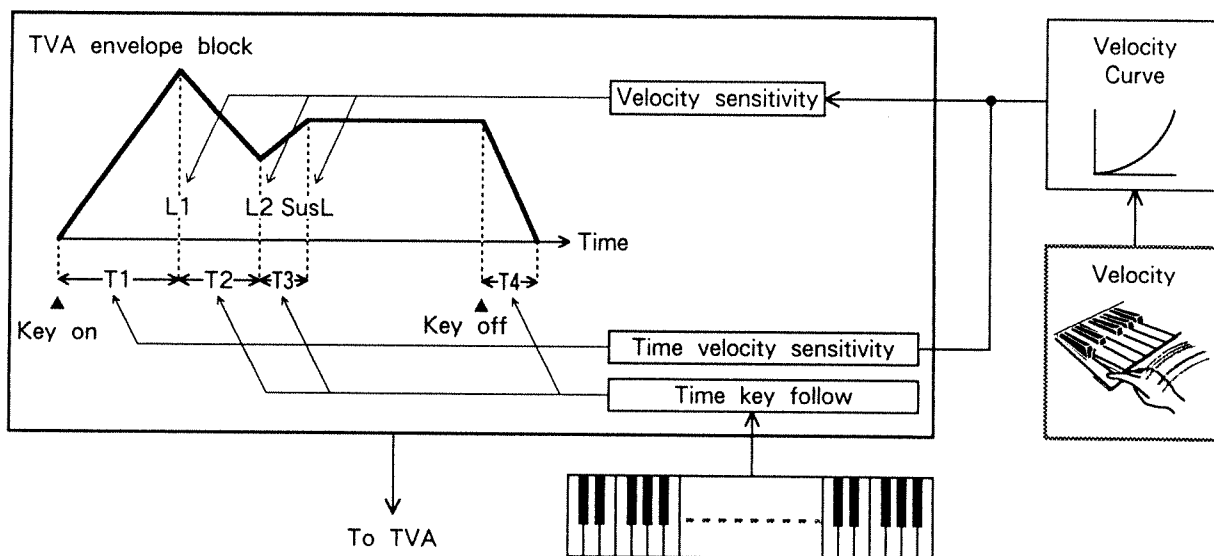 TVA envelope block
Velocity sensitivity
Velocity
Curve
L1 L2 SusL
Time
T1 T2 T3 T4
Key on
Key off
Velocity
Time velocity sensitivity
Time key follow
To TVA